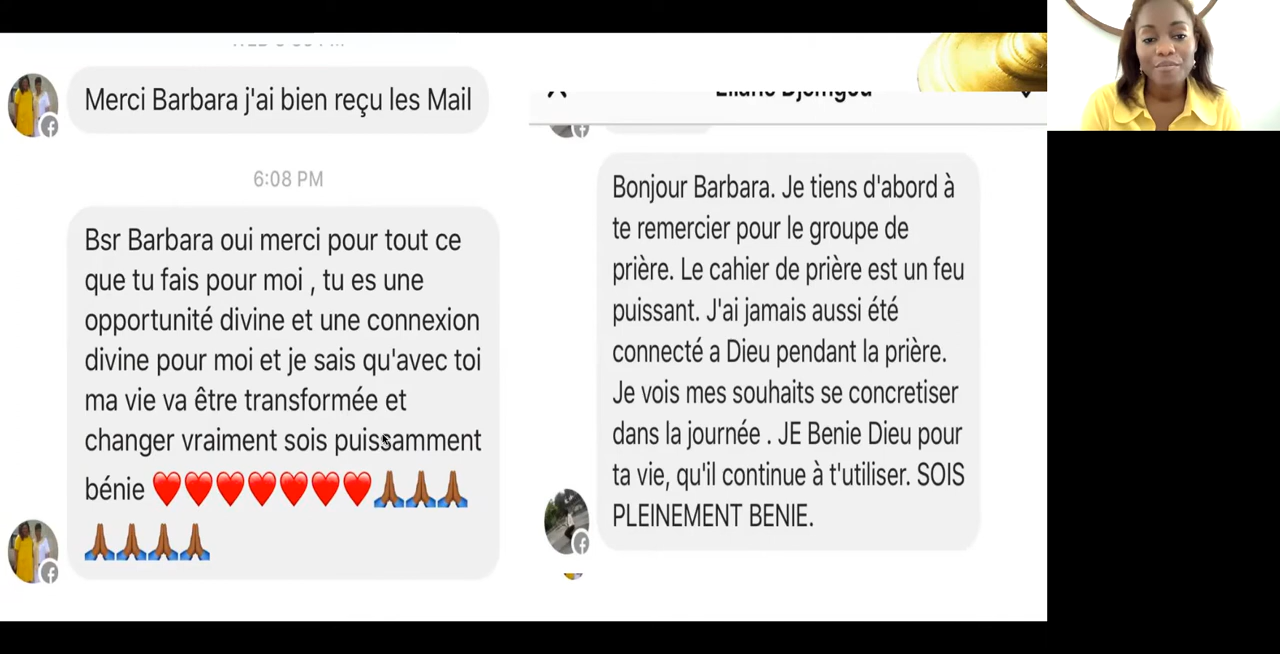 Merci Barbara j'ai bien reçu les Mail
6:08 PM
Bsr Barbara oui merci pour tout ce
que tu fais pour moi , tu es une
opportunité divine et une connexion
divine pour moi et je sais qu'avec toi
ma vie va être transformée et
changer vraiment sois puissamment
bénie ❤️❤️❤️❤️❤️❤️❤️🙏🏾🙏🏾🙏🏾
🙏🏾🙏🏾🙏🏾🙏🏾
Bonjour Barbara. Je tiens d'abord à
te remercier pour le groupe de
prière. Le cahier de prière est un feu
puissant. J'ai jamais aussi été
connecté a Dieu pendant la prière.
Je vois mes souhaits se concretiser
dans la journée . JE Benie Dieu pour
ta vie, qu'il continue à t'utiliser. SOIS
PLEINEMENT BENIE.